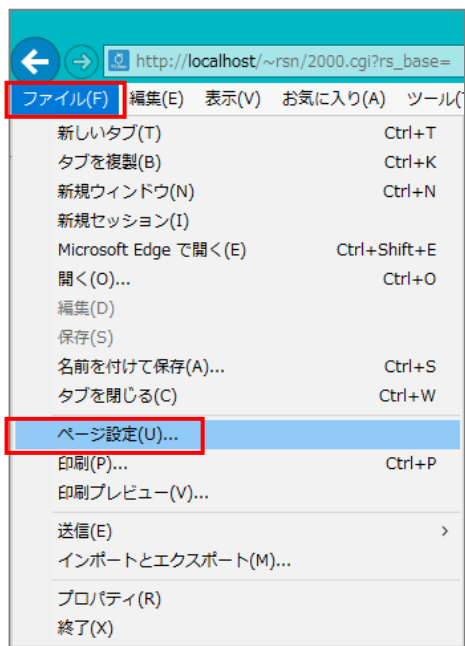 http://localhost/~rsn/2000.cgi?rs_base=
ファイル(F) 編集(E) 表示(V) お気に入り(A) ツール(
新しいタブ(T) Ctrl+T
タブを複製(B) Ctrl+K
新規ウィンドウ(N) Ctrl+N
新規セッション(I)
Microsoft Edge で開く(E) Ctrl+Shift+E
開く(O)... Ctrl+O
編集(D)
保存(S)
名前を付けて保存(A)... Ctrl+S
タブを閉じる(C) Ctrl+W
ページ設定(U)...
印刷(P)... Ctrl+P
印刷プレビュー(V)...
送信(E) >
インポートとエクスポート(M)...
プロパティ(R)
終了(X)